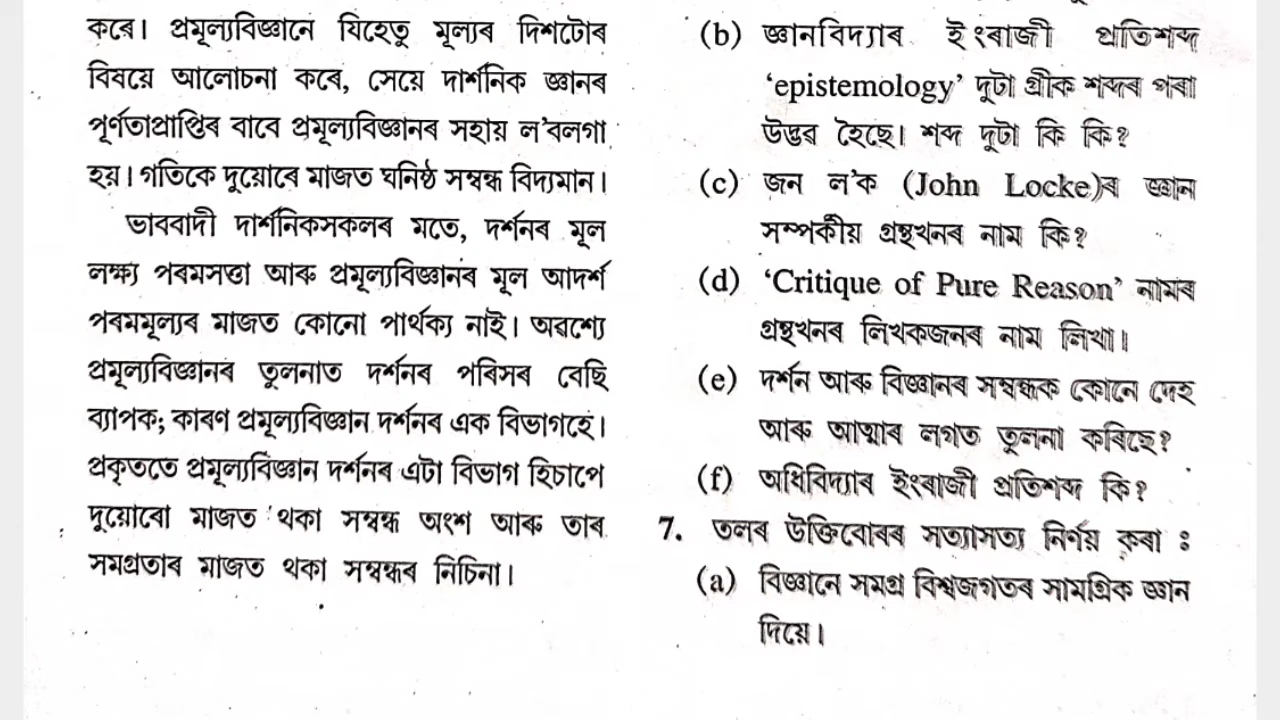 কৰে। প্ৰমূল্যবিজ্ঞানে যিহেতু মূল্যৰ দিশটোৰ
বিষয়ে আলোচনা কৰে, সেয়ে দাৰ্শনিক জ্ঞানৰ
পূৰ্ণতাপ্ৰাপ্তিৰ বাবে প্ৰমূল্যবিজ্ঞানৰ সহায় ল’বলগা
হয়। গতিকে দুয়োৰে মাজত ঘনিষ্ঠ সম্বন্ধ বিদ্যমান।
ভাববাদী দাৰ্শনিকসকলৰ মতে, দৰ্শনৰ মূল
লক্ষ্য পৰমসত্তা আৰু প্ৰমূল্যবিজ্ঞানৰ মূল আদৰ্শ
পৰমমূল্যৰ মাজত কোনো পাৰ্থক্য নাই। অৱশ্যে
প্ৰমূল্যবিজ্ঞানৰ তুলনাত দৰ্শনৰ পৰিসৰ বেছি
ব্যাপক; কাৰণ প্ৰমূল্যবিজ্ঞান দৰ্শনৰ এক বিভাগহে।
প্ৰকৃততে প্ৰমূল্যবিজ্ঞান দৰ্শনৰ এটা বিভাগ হিচাপে
দুয়োৰো মাজত থকা সম্বন্ধ অংশ আৰু তাৰ
সমগ্ৰতাৰ মাজত থকা সম্বন্ধৰ নিচিনা।
(b) জ্ঞানবিদ্যাৰ ইংৰাজী প্ৰতিশব্দ
‘epistemology’ দুটা গ্ৰীক শব্দৰ পৰা
উদ্ভৱ হৈছে। শব্দ দুটা কি কি?
(c) জন ল’ক (John Locke)ৰ জ্ঞান
সম্পৰ্কীয় গ্ৰন্থখনৰ নাম কি?
(d) ‘Critique of Pure Reason’ নামৰ
গ্ৰন্থখনৰ লিখকজনৰ নাম লিখা।
(e) দৰ্শন আৰু বিজ্ঞানৰ সম্বন্ধক কোনে দেহ
আৰু আত্মাৰ লগত তুলনা কৰিছে?
(f) অধিবিদ্যাৰ ইংৰাজী প্ৰতিশব্দ কি?
7. তলৰ উক্তিবোৰৰ সত্যাসত্য নিৰ্ণয় কৰা :
(a) বিজ্ঞানে সমগ্ৰ বিশ্বজগতৰ সামগ্ৰিক জ্ঞান
দিয়ে।